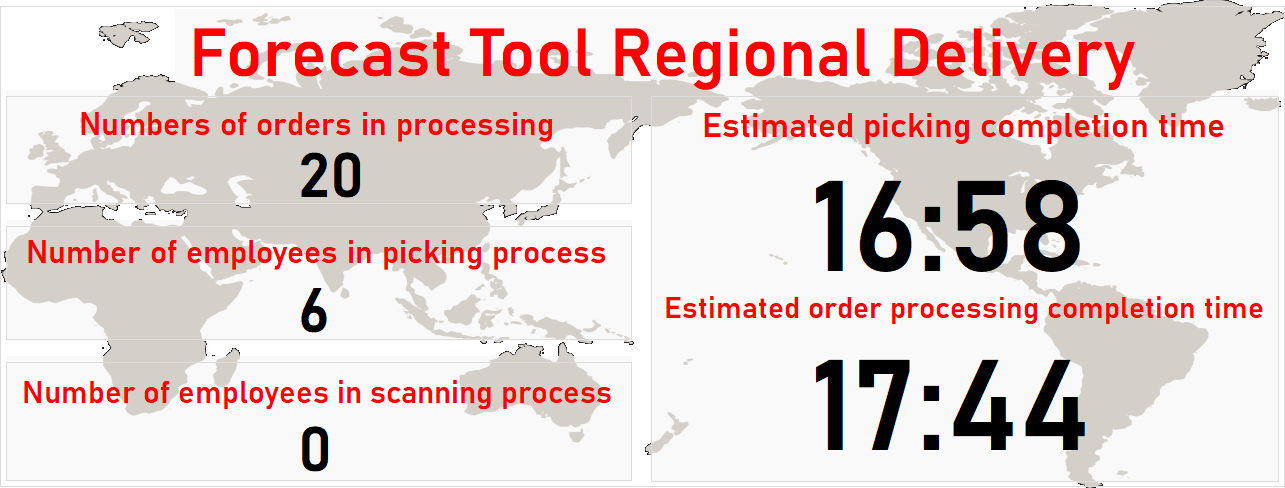 Forecast Tool Regional Delivery
Numbers of orders in processing
20
Number of employees in picking process
6
Number of employees in scanning process
0
Estimated picking completion time
16:58
Estimated order processing completion time
17:44